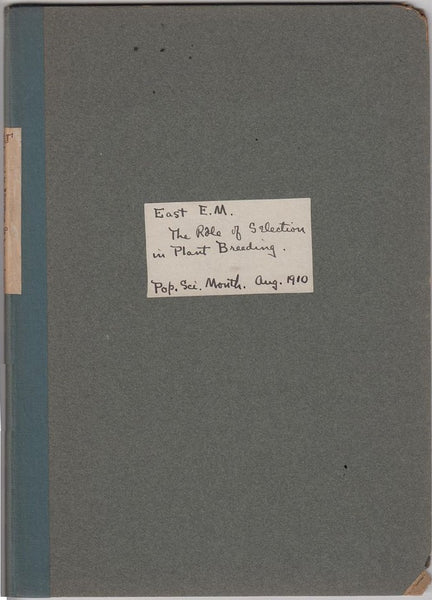 East E.M.
The Rôle of Selection
in Plant Breeding.
Pop. Sci. Month. Aug. 1910